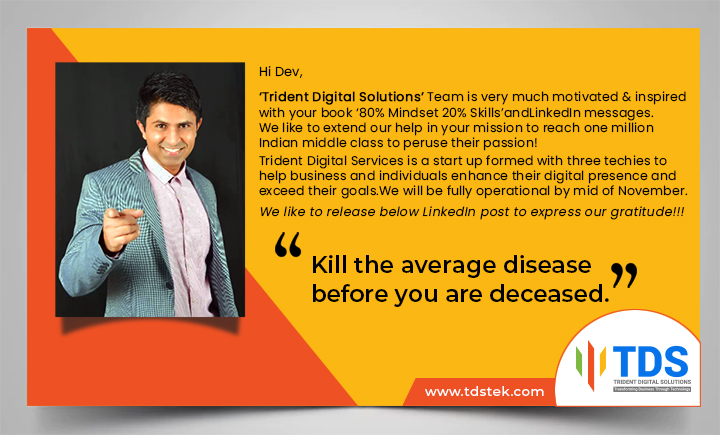 Hi Dev,
‘Trident Digital Solutions’ Team is very much motivated & inspired
with your book ‘80% Mindset 20% Skills’andLinkedIn messages.
We like to extend our help in your mission to reach one million
Indian middle class to peruse their passion!
Trident Digital Services is a start up formed with three techies to
help business and individuals enhance their digital presence and
exceed their goals.We will be fully operational by mid of November.
We like to release below LinkedIn post to express our gratitude!!!
“Kill the average disease
before you are deceased.”
www.tdstek.com
TDS
TRIDENT DIGITAL SOLUTIONS
Transforming Business Through Technology